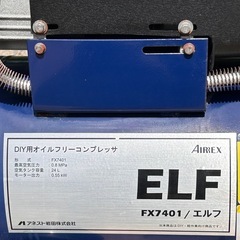 DIY用オイルフリーコンプレッサ
AIREX
形 式 FX7401
最高空気圧力 0.8 MPa
空気タンク容量 24 L
モーター出力 0.55 kW
ELF
FX7401/エルフ
アネスト岩田株式会社